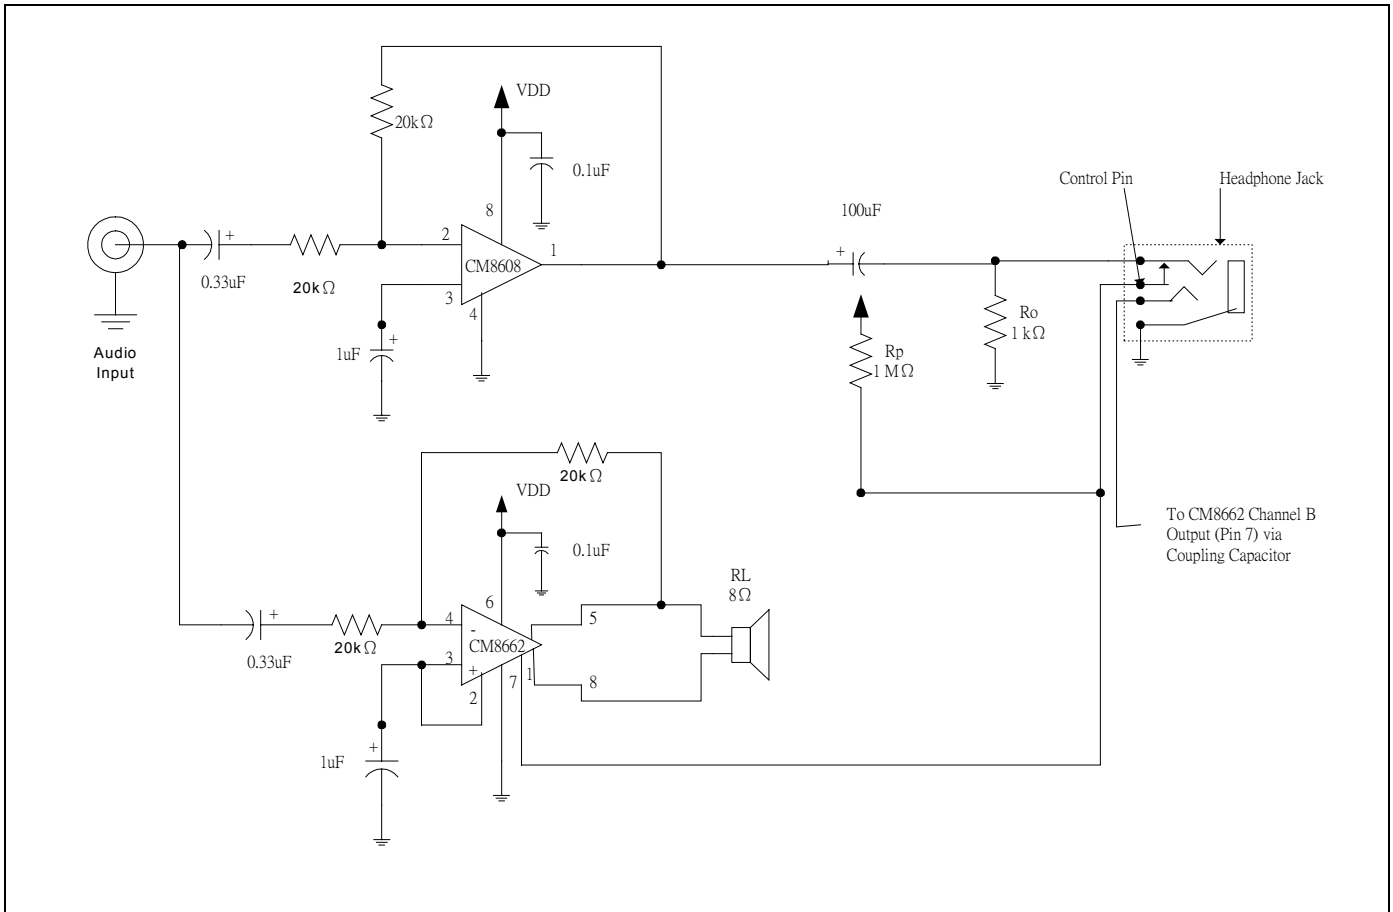 VDD
20kΩ
0.1uF
Control Pin
Headphone Jack
100uF
8
2
1
+
+
0.33uF
20kΩ
CM8608
3
4
+
1uF
Audio
Input
Ro
1 kΩ
Rp
1 MΩ
20kΩ
VDD
0.1uF
To CM8662 Channel B
Output (Pin 7) via
Coupling Capacitor
RL
8Ω
6
+
4
5
-
0.33uF
20kΩ
CM8662
3
+
2
7
1
8
+
1uF